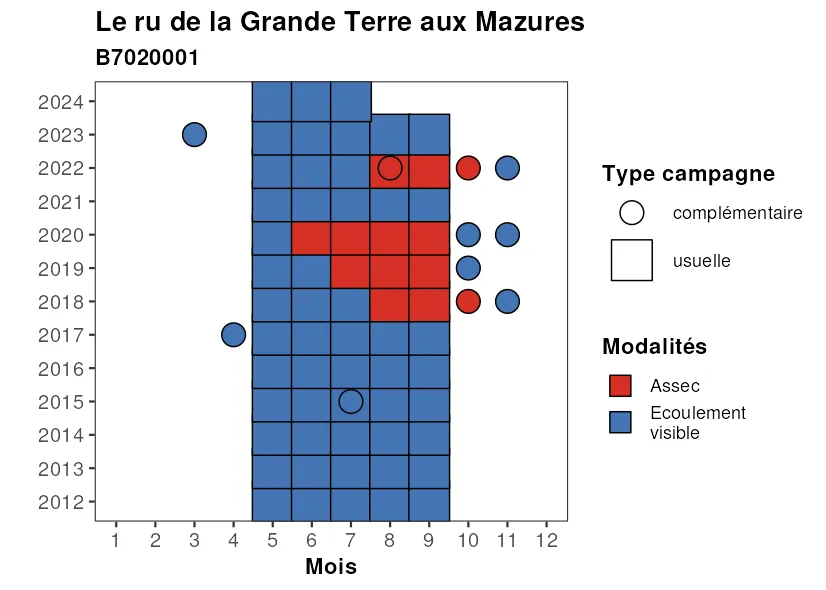 Le ru de la Grande Terre aux Mazures
B7020001
2024
2023
2022
2021
2020
2019
2018
2017
2016
2015
2014
2013
2012
1 2 3 4 5 6 7 8 9 10 11 12
Mois
Type campagne
complémentaire
usuelle
Modalités
Assec
Ecoulement
visible